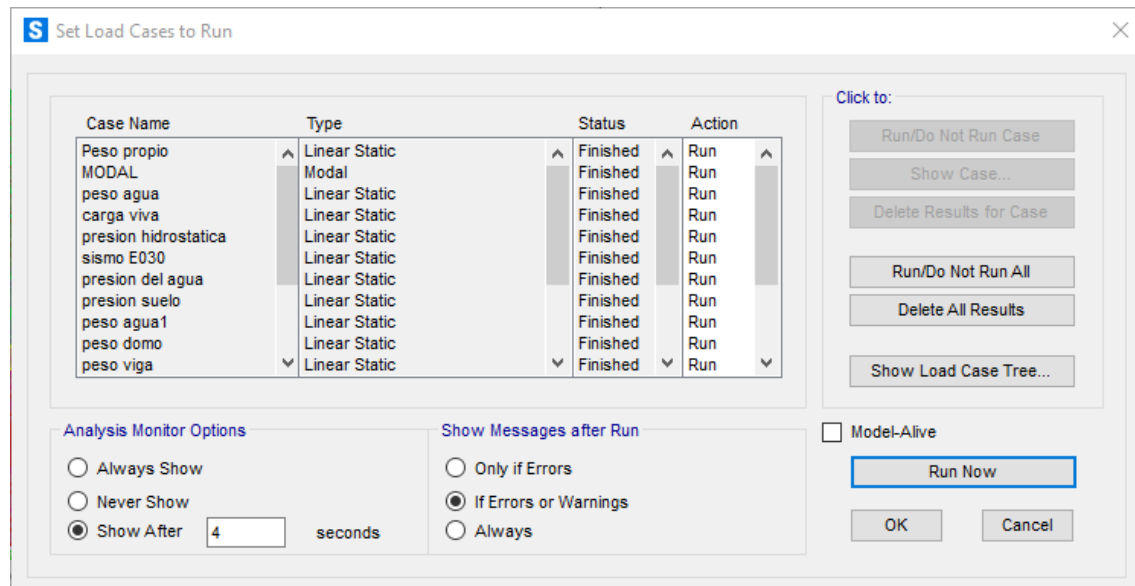 S Set Load Cases to Run
Click to:
Case Name Type Status Action
Peso propio Linear Static Finished Run
MODAL Modal Finished Run
peso agua Linear Static Finished Run
carga viva Linear Static Finished Run
presion hidrostatica Linear Static Finished Run
sismo E030 Linear Static Finished Run
presion del agua Linear Static Finished Run
presion suelo Linear Static Finished Run
peso agua1 Linear Static Finished Run
peso domo Linear Static Finished Run
peso viga Linear Static Finished Run
Run/Do Not Run Case
Show Case...
Delete Results for Case
Run/Do Not Run All
Delete All Results
Show Load Case Tree...
Analysis Monitor Options
Always Show
Never Show
Show After 4 seconds
Show Messages after Run
Only if Errors
If Errors or Warnings
Always
Model-Alive
Run Now
OK Cancel